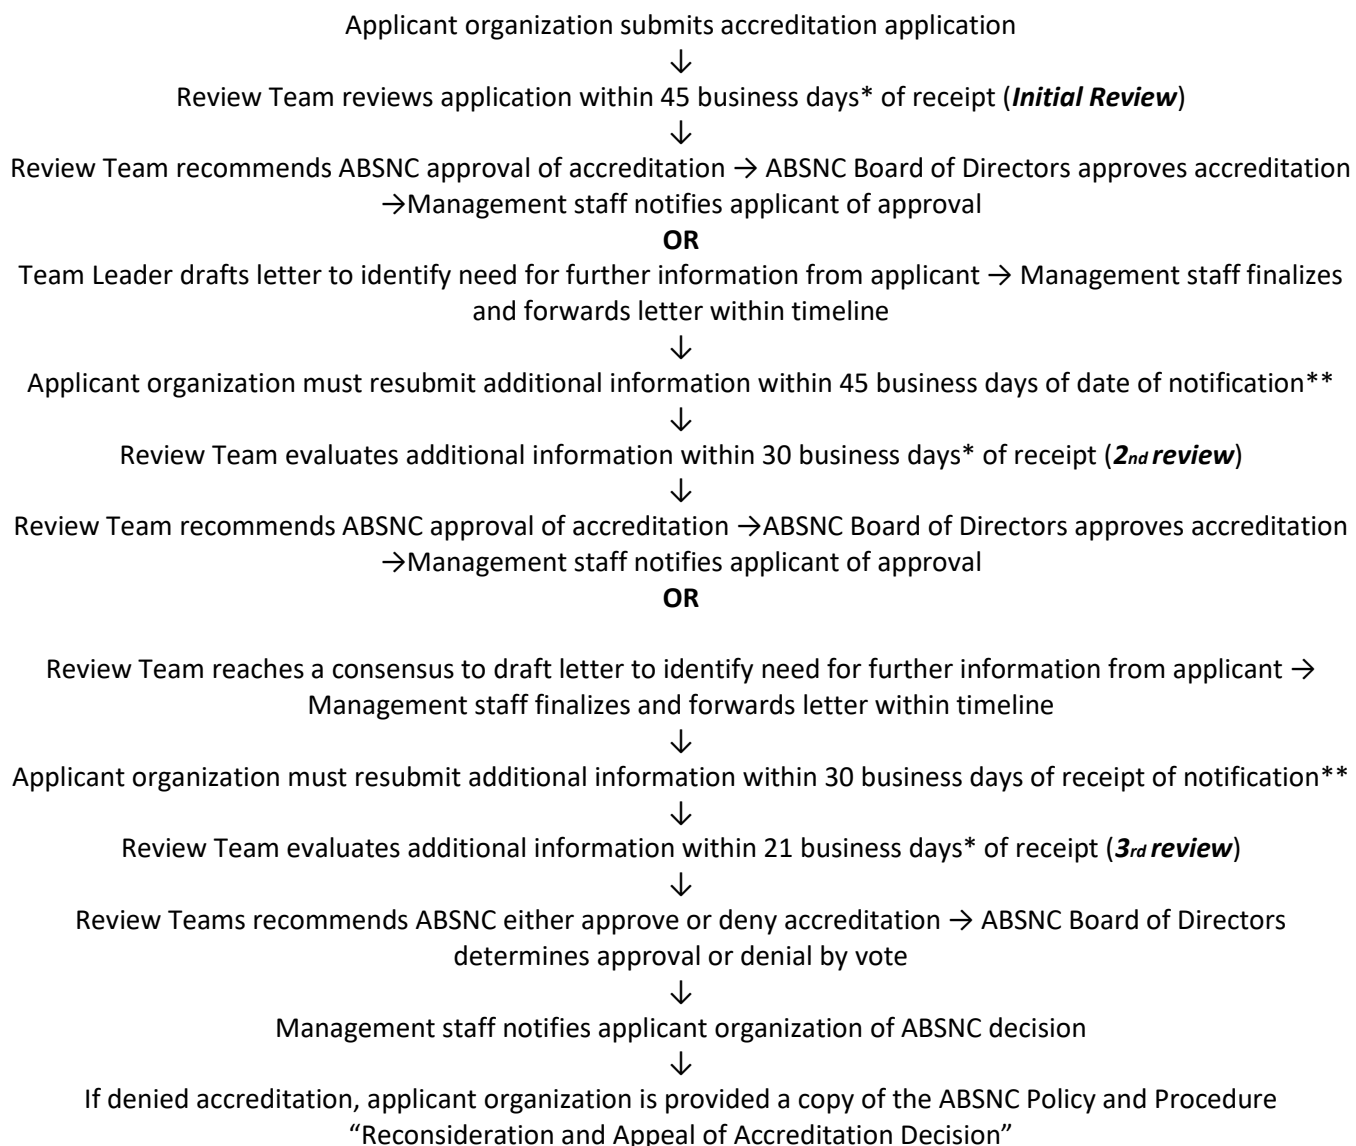 Applicant organization submits accreditation application
↓
Review Team reviews application within 45 business days* of receipt (Initial Review)
↓
Review Team recommends ABSNC approval of accreditation → ABSNC Board of Directors approves accreditation
→Management staff notifies applicant of approval
OR
Team Leader drafts letter to identify need for further information from applicant → Management staff finalizes
and forwards letter within timeline
↓
Applicant organization must resubmit additional information within 45 business days of date of notification**
↓
Review Team evaluates additional information within 30 business days* of receipt (2nd review)
↓
Review Team recommends ABSNC approval of accreditation →ABSNC Board of Directors approves accreditation
→Management staff notifies applicant of approval
OR
Review Team reaches a consensus to draft letter to identify need for further information from applicant →
Management staff finalizes and forwards letter within timeline
↓
Applicant organization must resubmit additional information within 30 business days of receipt of notification**
↓
Review Team evaluates additional information within 21 business days* of receipt (3rd review)
↓
Review Teams recommends ABSNC either approve or deny accreditation → ABSNC Board of Directors
determines approval or denial by vote
↓
Management staff notifies applicant organization of ABSNC decision
↓
If denied accreditation, applicant organization is provided a copy of the ABSNC Policy and Procedure
“Reconsideration and Appeal of Accreditation Decision”